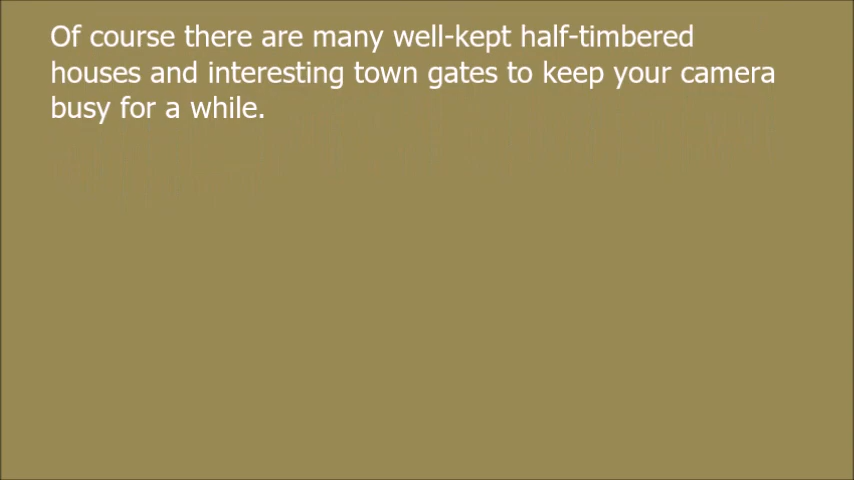 Of course there are many well-kept half-timbered
houses and interesting town gates to keep your camera
busy for a while.